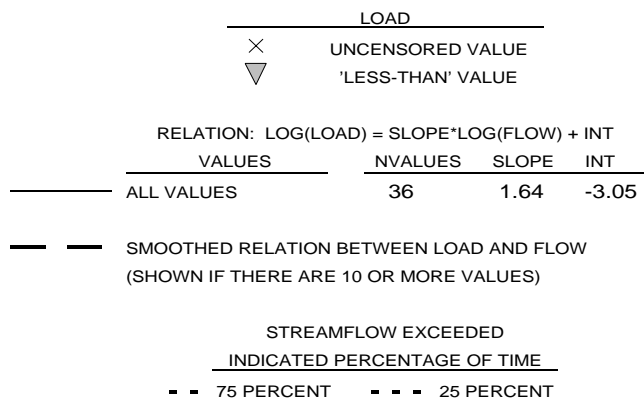 LOAD
UNCENSORED VALUE
'LESS-THAN' VALUE
RELATION: LOG(LOAD) = SLOPE*LOG(FLOW) + INT
VALUES NVALUES SLOPE INT
ALL VALUES 36 1.64 -3.05
SMOOTHED RELATION BETWEEN LOAD AND FLOW
(SHOWN IF THERE ARE 10 OR MORE VALUES)
STREAMFLOW EXCEEDED
INDICATED PERCENTAGE OF TIME
75 PERCENT 25 PERCENT